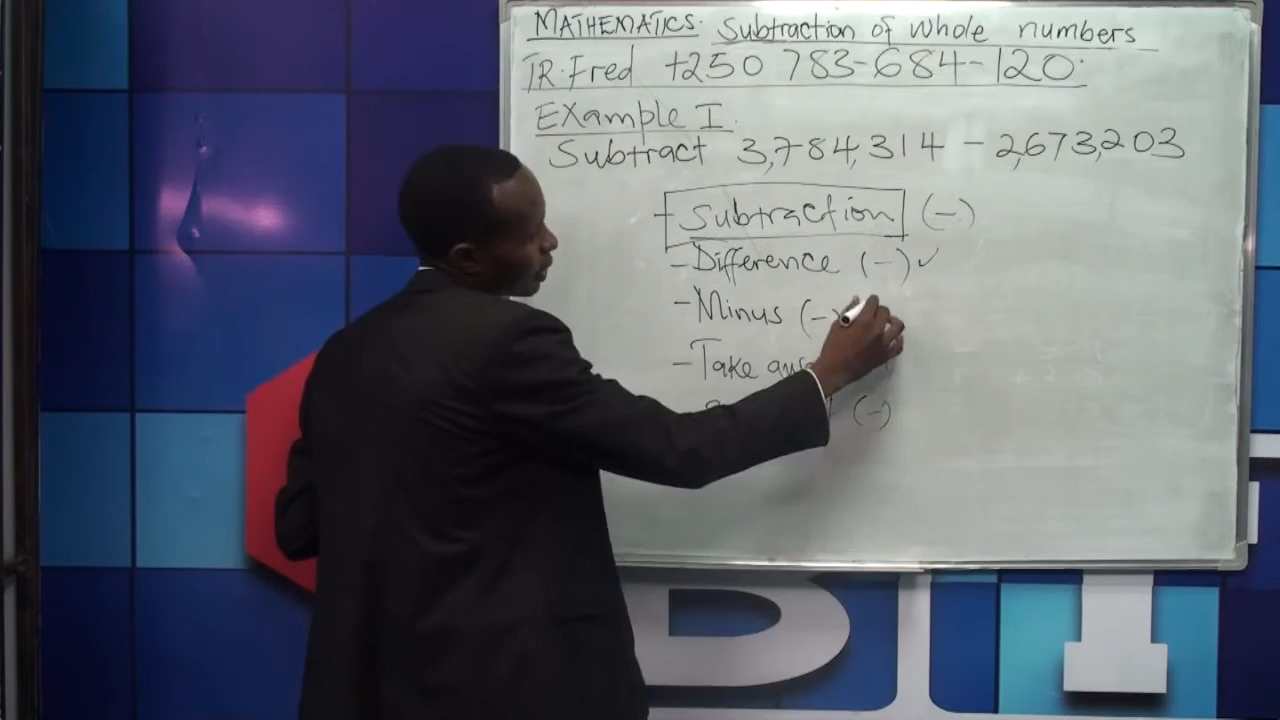 MATHEMATICS: Subtraction of whole numbers
TR. Fred +250 783-684-120.
EXample I.
Subtract 3,784,314 - 2,673,203
- Subtraction (-)
- Difference (-) ✓
- Minus (-)
- Take
(-)